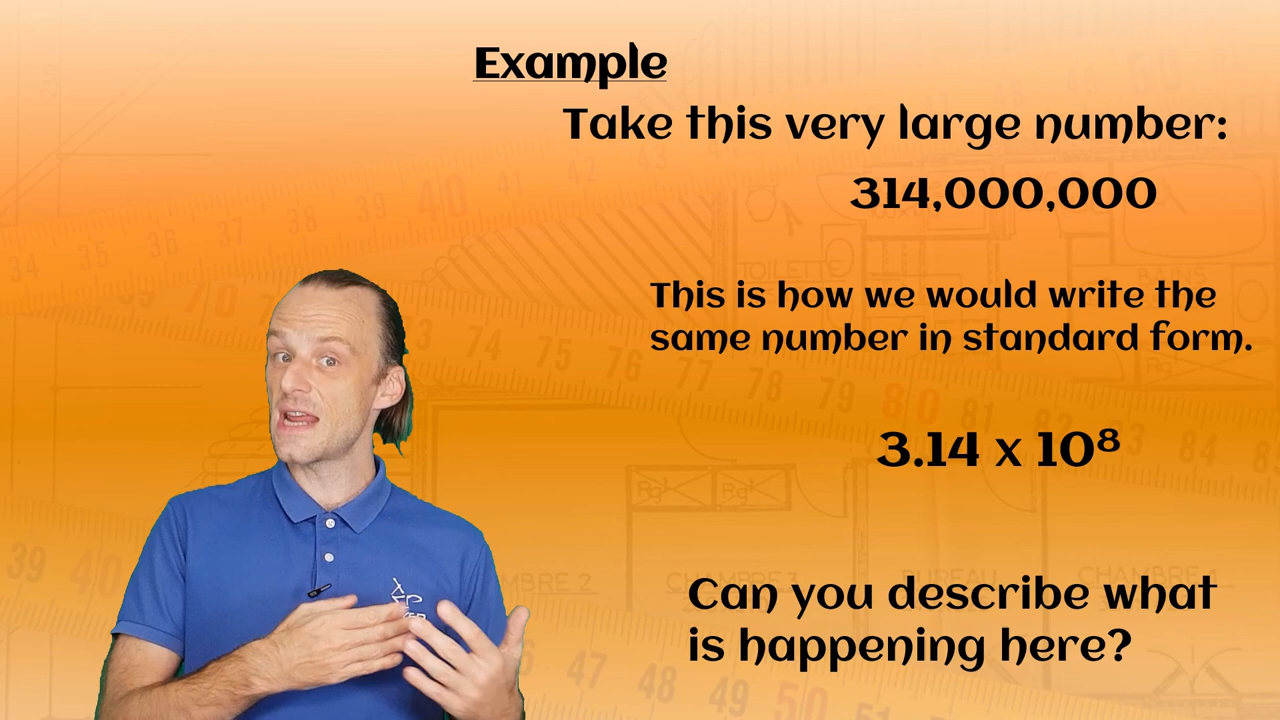 Example
Take this very large number:
314,000,000
This is how we would write the
same number in standard form.
3.14 x 10⁸
Can you describe what
is happening here?